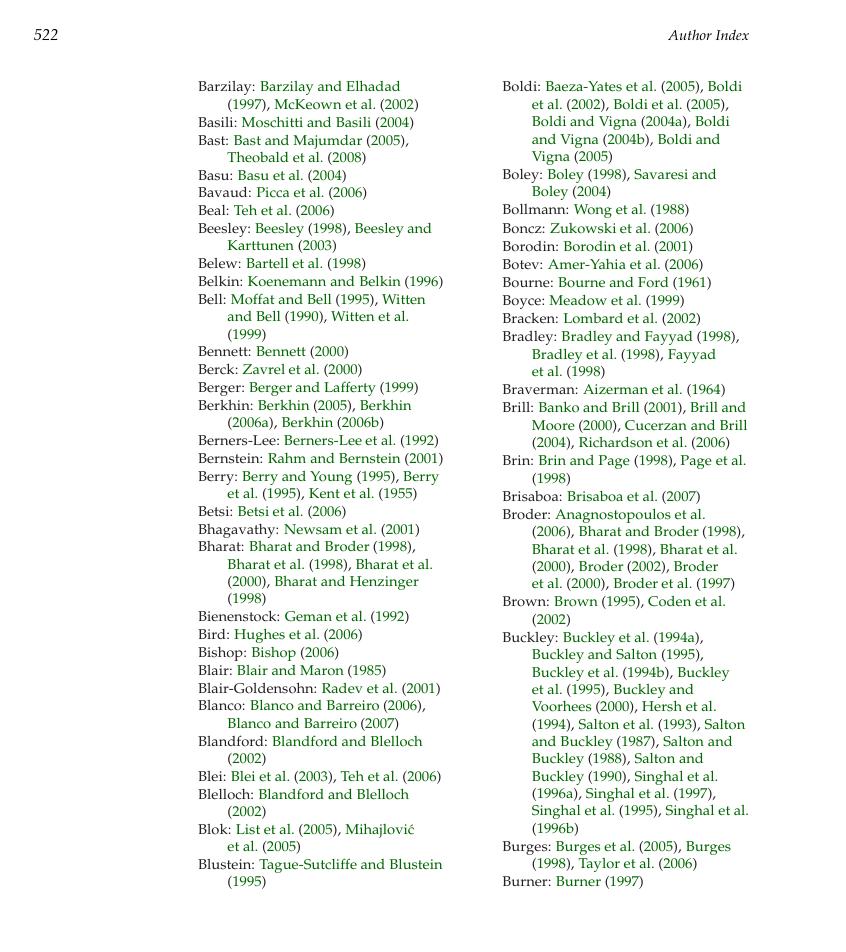 522
Author Index
Barzilay: Barzilay and Elhadad
(1997), McKeown et al. (2002)
Basili: Moschitti and Basili (2004)
Bast: Bast and Majumdar (2005),
Theobald et al. (2008)
Basu: Basu et al. (2004)
Bavaud: Picca et al. (2006)
Beal: Teh et al. (2006)
Beesley: Beesley (1998), Beesley and
Karttunen (2003)
Belew: Bartell et al. (1998)
Belkin: Koenemann and Belkin (1996)
Bell: Moffat and Bell (1995), Witten
and Bell (1990), Witten et al.
(1999)
Bennett: Bennett (2000)
Berck: Zavrel et al. (2000)
Berger: Berger and Lafferty (1999)
Berkhin: Berkhin (2005), Berkhin
(2006a), Berkhin (2006b)
Berners-Lee: Berners-Lee et al. (1992)
Bernstein: Rahm and Bernstein (2001)
Berry: Berry and Young (1995), Berry
et al. (1995), Kent et al. (1955)
Betsi: Betsi et al. (2006)
Bhagavathy: Newsam et al. (2001)
Bharat: Bharat and Broder (1998),
Bharat et al. (1998), Bharat et al.
(2000), Bharat and Henzinger
(1998)
Bienenstock: Geman et al. (1992)
Bird: Hughes et al. (2006)
Bishop: Bishop (2006)
Blair: Blair and Maron (1985)
Blair-Goldensohn: Radev et al. (2001)
Blanco: Blanco and Barreiro (2006),
Blanco and Barreiro (2007)
Blandford: Blandford and Blelloch
(2002)
Blei: Blei et al. (2003), Teh et al. (2006)
Blelloch: Blandford and Blelloch
(2002)
Blok: List et al. (2005), Mihajlović
et al. (2005)
Blustein: Tague-Sutcliffe and Blustein
(1995)
Boldi: Baeza-Yates et al. (2005), Boldi
et al. (2002), Boldi et al. (2005),
Boldi and Vigna (2004a), Boldi
and Vigna (2004b), Boldi and
Vigna (2005)
Boley: Boley (1998), Savaresi and
Boley (2004)
Bollmann: Wong et al. (1988)
Boncz: Zukowski et al. (2006)
Borodin: Borodin et al. (2001)
Botev: Amer-Yahia et al. (2006)
Bourne: Bourne and Ford (1961)
Boyce: Meadow et al. (1999)
Bracken: Lombard et al. (2002)
Bradley: Bradley and Fayyad (1998),
Bradley et al. (1998), Fayyad
et al. (1998)
Braverman: Aizerman et al. (1964)
Brill: Banko and Brill (2001), Brill and
Moore (2000), Cucerzan and Brill
(2004), Richardson et al. (2006)
Brin: Brin and Page (1998), Page et al.
(1998)
Brisaboa: Brisaboa et al. (2007)
Broder: Anagnostopoulos et al.
(2006), Bharat and Broder (1998),
Bharat et al. (1998), Bharat et al.
(2000), Broder (2002), Broder
et al. (2000), Broder et al. (1997)
Brown: Brown (1995), Coden et al.
(2002)
Buckley: Buckley et al. (1994a),
Buckley and Salton (1995),
Buckley et al. (1994b), Buckley
et al. (1995), Buckley and
Voorhees (2000), Hersh et al.
(1994), Salton et al. (1993), Salton
and Buckley (1987), Salton and
Buckley (1988), Salton and
Buckley (1990), Singhal et al.
(1996a), Singhal et al. (1997),
Singhal et al. (1995), Singhal et al.
(1996b)
Burges: Burges et al. (2005), Burges
(1998), Taylor et al. (2006)
Burner: Burner (1997)